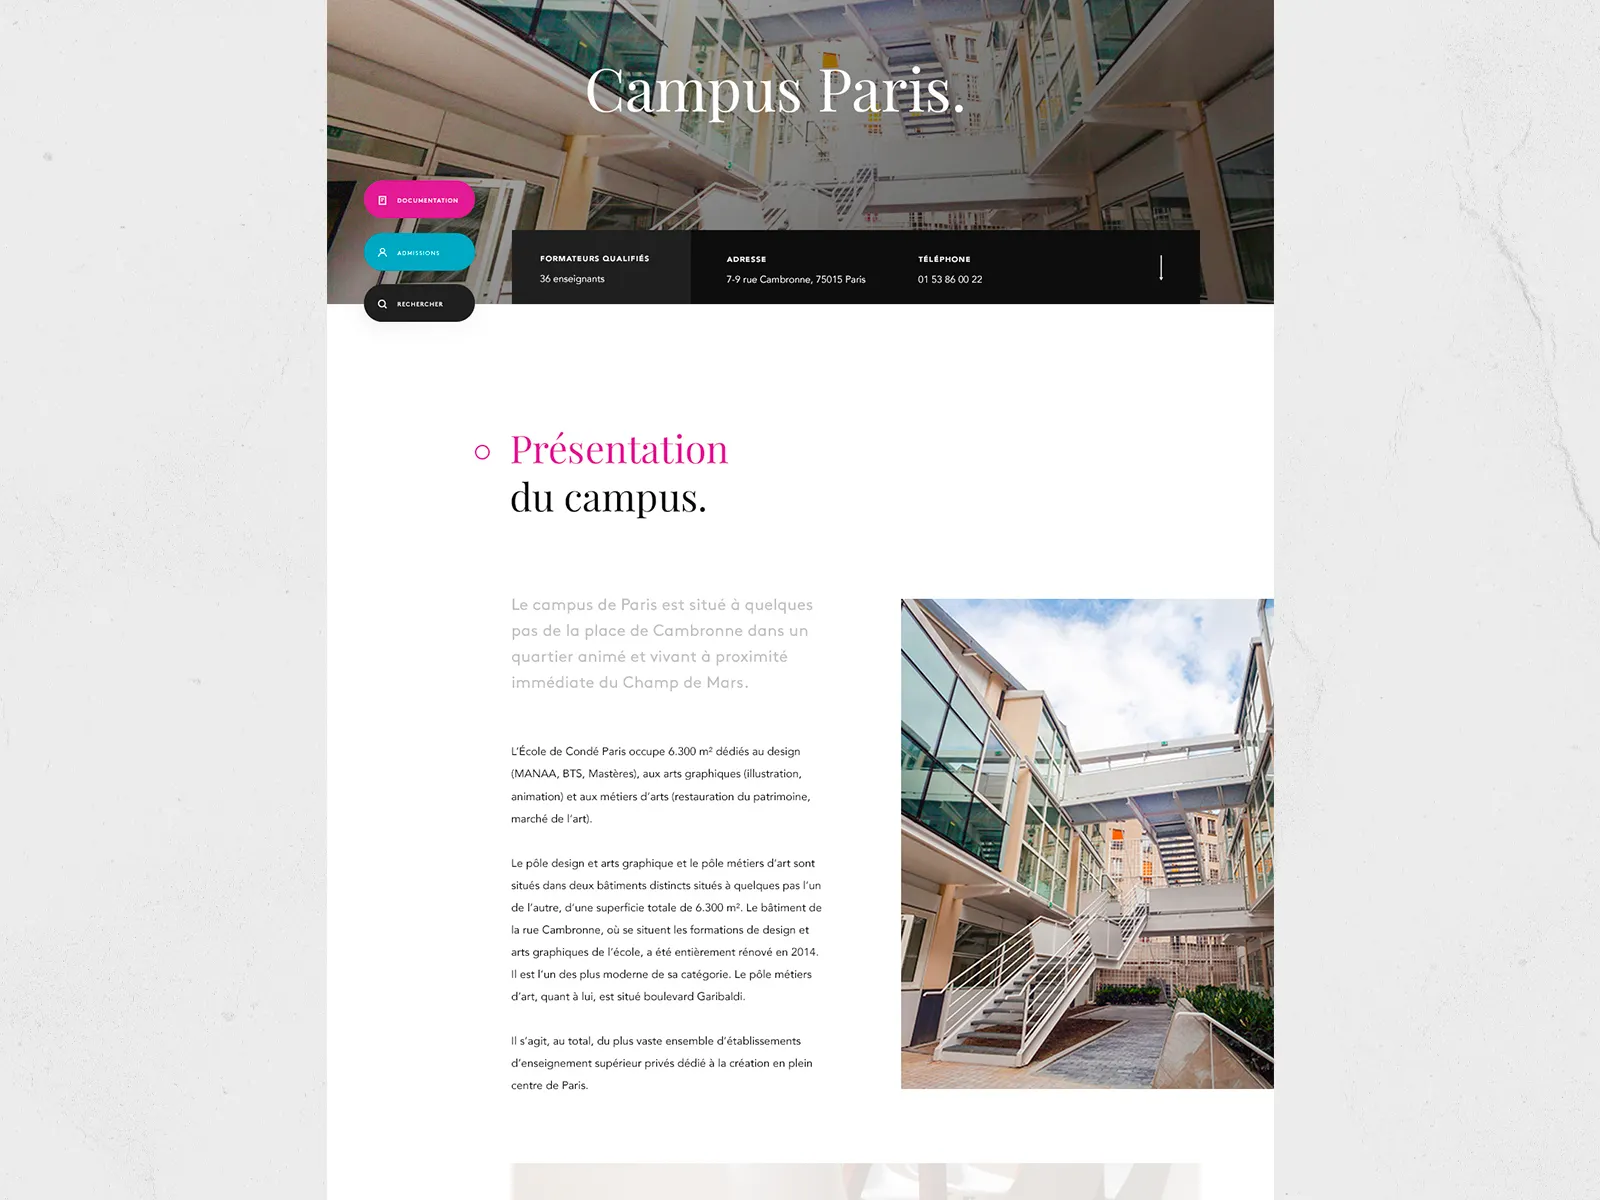 Campus Paris.
DOCUMENTATION
ADMISSIONS
RECHERCHER
FORMATEURS QUALIFIÉS
36 enseignants
ADRESSE
7-9 rue Cambronne, 75015 Paris
TÉLÉPHONE
01 53 86 00 22
Présentation
du campus.
Le campus de Paris est situé à quelques
pas de la place de Cambronne dans un
quartier animé et vivant à proximité
immédiate du Champ de Mars.
L’École de Condé Paris occupe 6.300 m² dédiés au design
(MANAA, BTS, Mastères), aux arts graphiques (illustration,
animation) et aux métiers d’arts (restauration du patrimoine,
marché de l’art).
Le pôle design et arts graphique et le pôle métiers d’art sont
situés dans deux bâtiments distincts situés à quelques pas l’un
de l’autre, d’une superficie totale de 6.300 m². Le bâtiment de
la rue Cambronne, où se situent les formations de design et
arts graphiques de l’école, a été entièrement rénové en 2014.
Il est l’un des plus moderne de sa catégorie. Le pôle métiers
d’art, quant à lui, est situé boulevard Garibaldi.
Il s’agit, au total, du plus vaste ensemble d’établissements
d’enseignement supérieur privés dédié à la création en plein
centre de Paris.